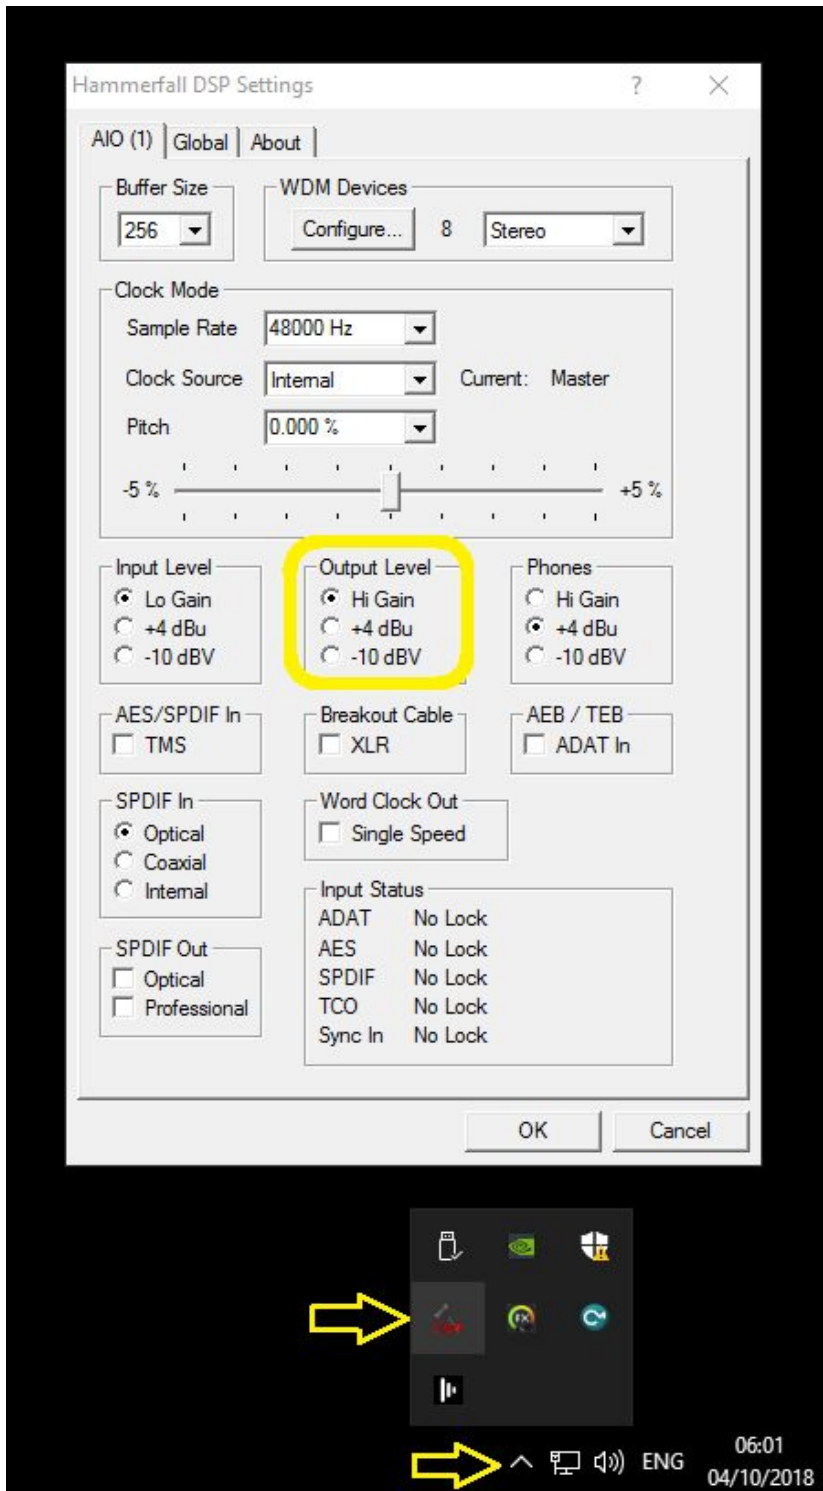 Hammerfall DSP Settings
AIO (1) Global About
Buffer Size WDM Devices
256 Configure... 8 Stereo
Clock Mode
Sample Rate 48000 Hz
Clock Source Internal Current: Master
Pitch 0.000 %
-5 % +5 %
Input Level Output Level Phones
Lo Gain Hi Gain Hi Gain
+4 dBu +4 dBu +4 dBu
-10 dBV -10 dBV -10 dBV
AES/SPDIF In Breakout Cable AEB / TEB
TMS XLR ADAT In
SPDIF In Word Clock Out
Optical Single Speed
Coaxial
Internal Input Status
ADAT No Lock
SPDIF Out AES No Lock
Optical SPDIF No Lock
Professional TCO No Lock
Sync In No Lock
OK Cancel
FX
06:01
ENG
04/10/2018